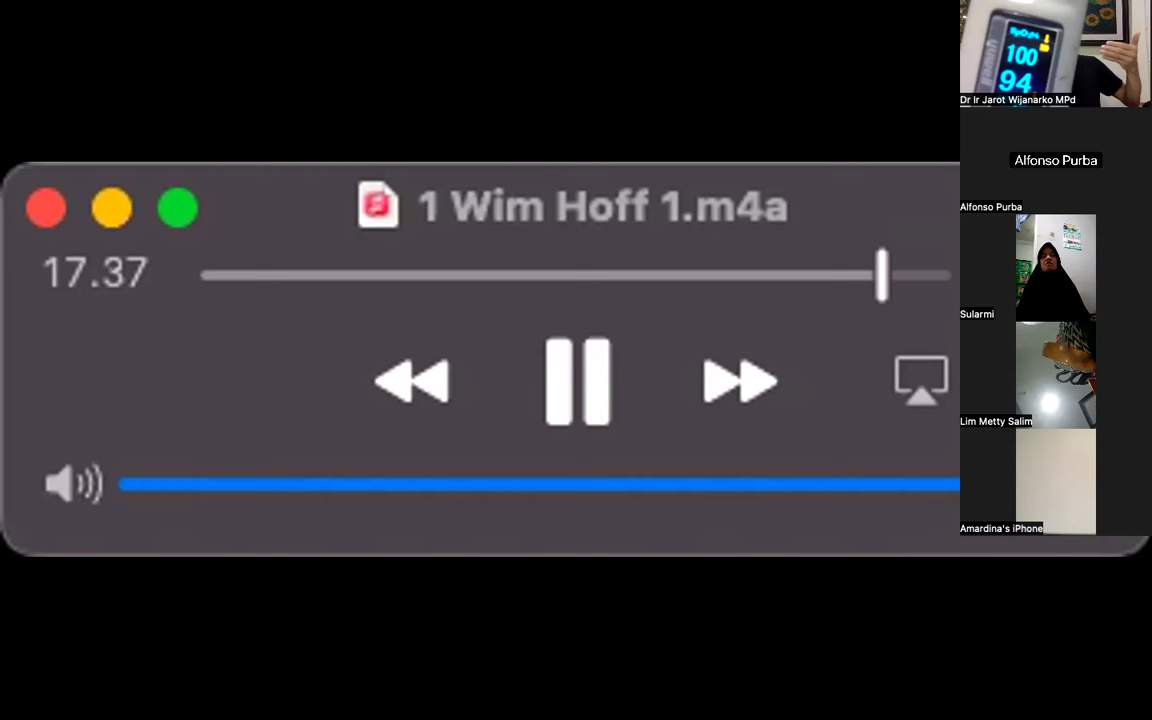 1 Wim Hoff 1.m4a
17.37
SpO2%
100
94
Dr Ir Jarot Wijanarko MPd
Alfonso Purba
Alfonso Purba
Sularmi
Lim Metty Salim
Amardina's iPhone